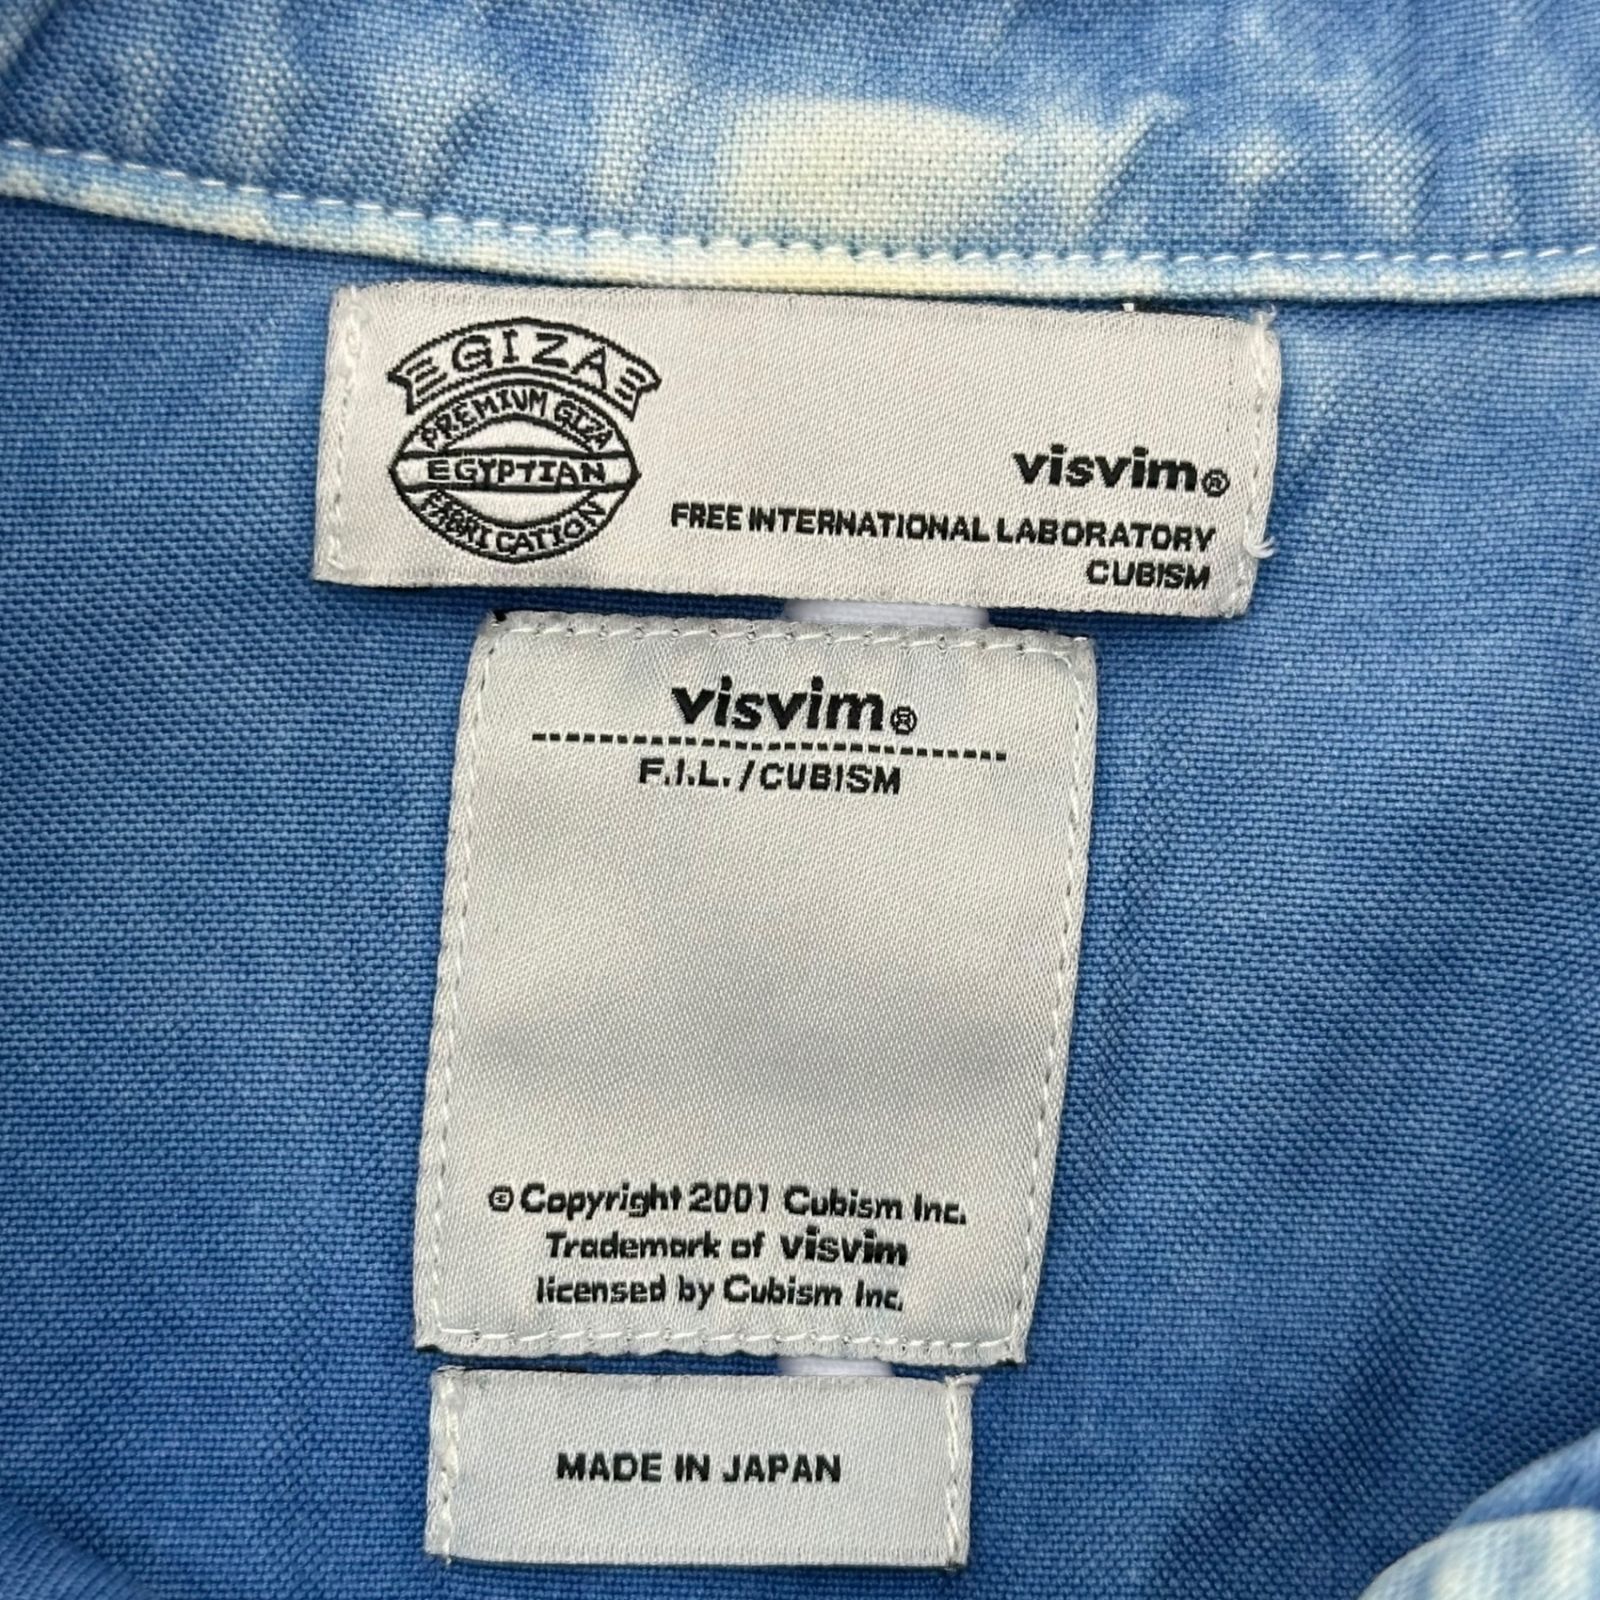 GIZA
PREMIUM GIZA
EGYPTIAN
FABRICATION
visvim®
FREE INTERNATIONAL LABORATORY
CUBISM
visvim®
F.I.L./CUBISM
© Copyright 2001 Cubism Inc.
Trademark of visvim
licensed by Cubism Inc.
MADE IN JAPAN